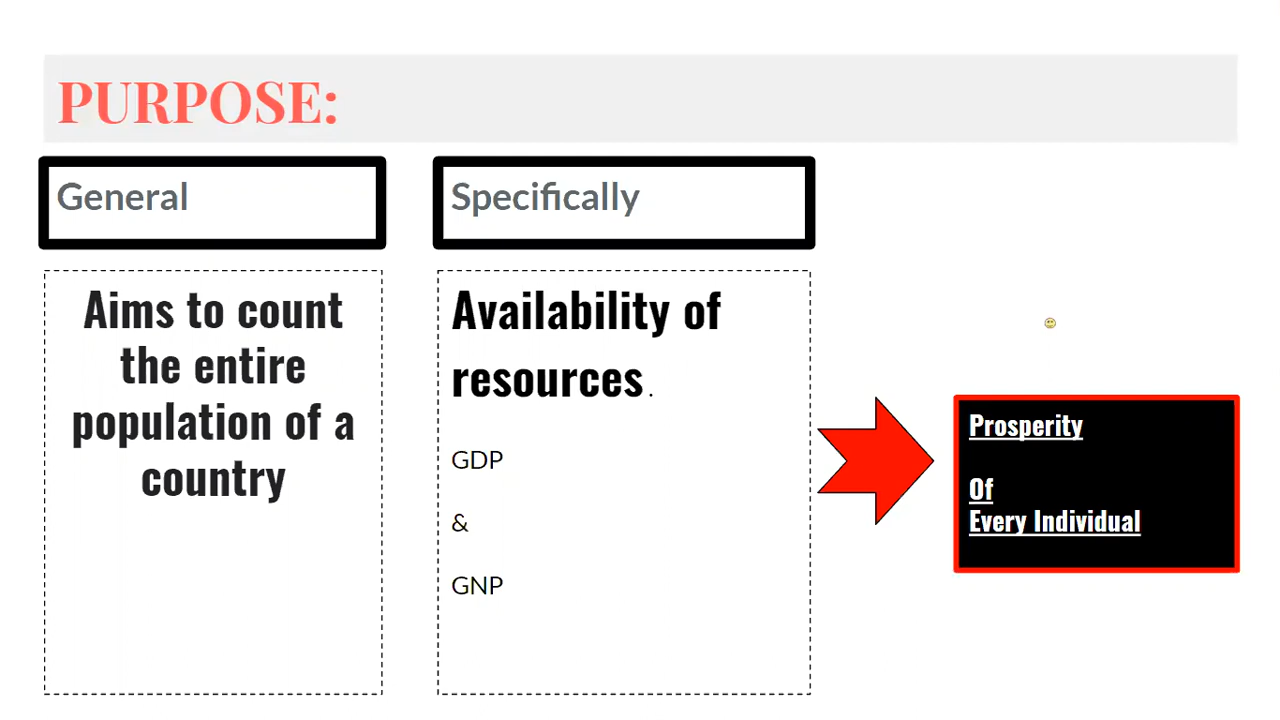 PURPOSE:
General
Aims to count
the entire
population of a
country
Specifically
Availability of
resources.
GDP
&
GNP
Prosperity
Of
Every Individual